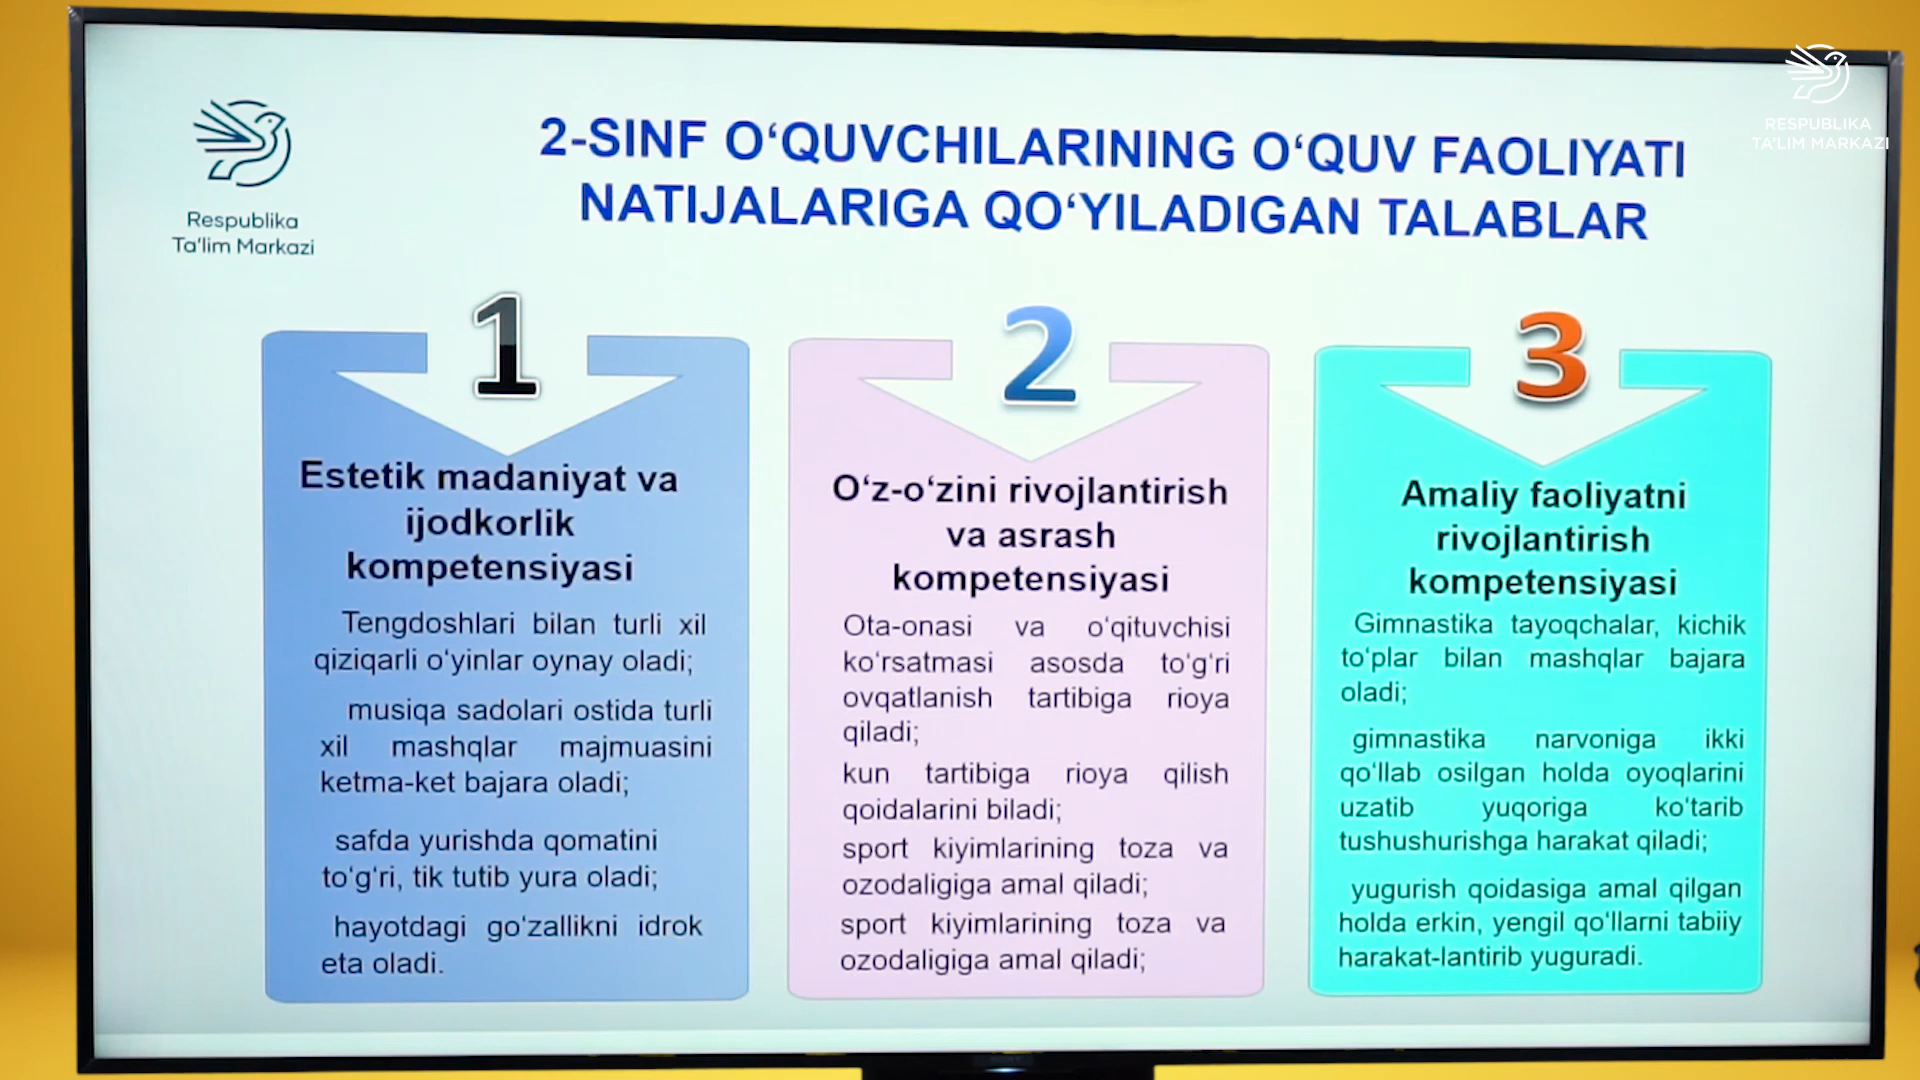 Respublika
Ta'lim Markazi
RESPUBLIKA
TA'LIM MARKAZI
2-SINF O‘QUVCHILARINING O‘QUV FAOLIYATI
NATIJALARIGA QO‘YILADIGAN TALABLAR
1
Estetik madaniyat va
ijodkorlik
kompetensiyasi
Tengdoshlari bilan turli xil
qiziqarli o‘yinlar oynay oladi;
musiqa sadolari ostida turli
xil mashqlar majmuasini
ketma-ket bajara oladi;
safda yurishda qomatini
to‘g‘ri, tik tutib yura oladi;
hayotdagi go‘zallikni idrok
eta oladi.
2
O‘z-o‘zini rivojlantirish
va asrash
kompetensiyasi
Ota-onasi va o‘qituvchisi
ko‘rsatmasi asosda to‘g‘ri
ovqatlanish tartibiga rioya
qiladi;
kun tartibiga rioya qilish
qoidalarini biladi;
sport kiyimlarining toza va
ozodaligiga amal qiladi;
sport kiyimlarining toza va
ozodaligiga amal qiladi;
3
Amaliy faoliyatni
rivojlantirish
kompetensiyasi
Gimnastika tayoqchalar, kichik
to‘plar bilan mashqlar bajara
oladi;
gimnastika narvoniga ikki
qo‘llab osilgan holda oyoqlarini
uzatib yuqoriga ko‘tarib
tushushurishga harakat qiladi;
yugurish qoidasiga amal qilgan
holda erkin, yengil qo‘llarni tabiiy
harakat-lantirib yuguradi.